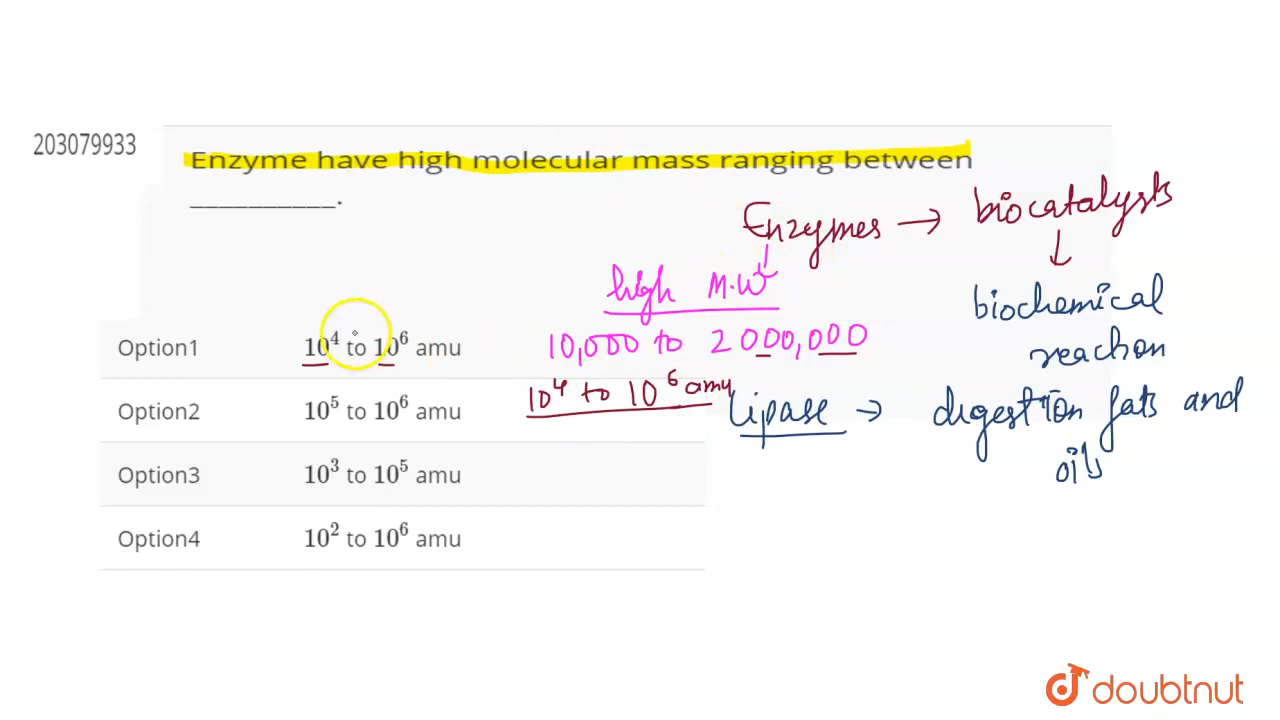 203079933
Enzyme have high molecular mass ranging between
__________.
Enzymes → biocatalysts
↓
biochemical
reaction
↓
high M.W
10,000 to 2000,000
10⁴ to 10⁶ amu
Lipase → digestion fats and
oils
Option1 10⁴ to 10⁶ amu
Option2 10⁵ to 10⁶ amu
Option3 10³ to 10⁵ amu
Option4 10² to 10⁶ amu
doubtnut